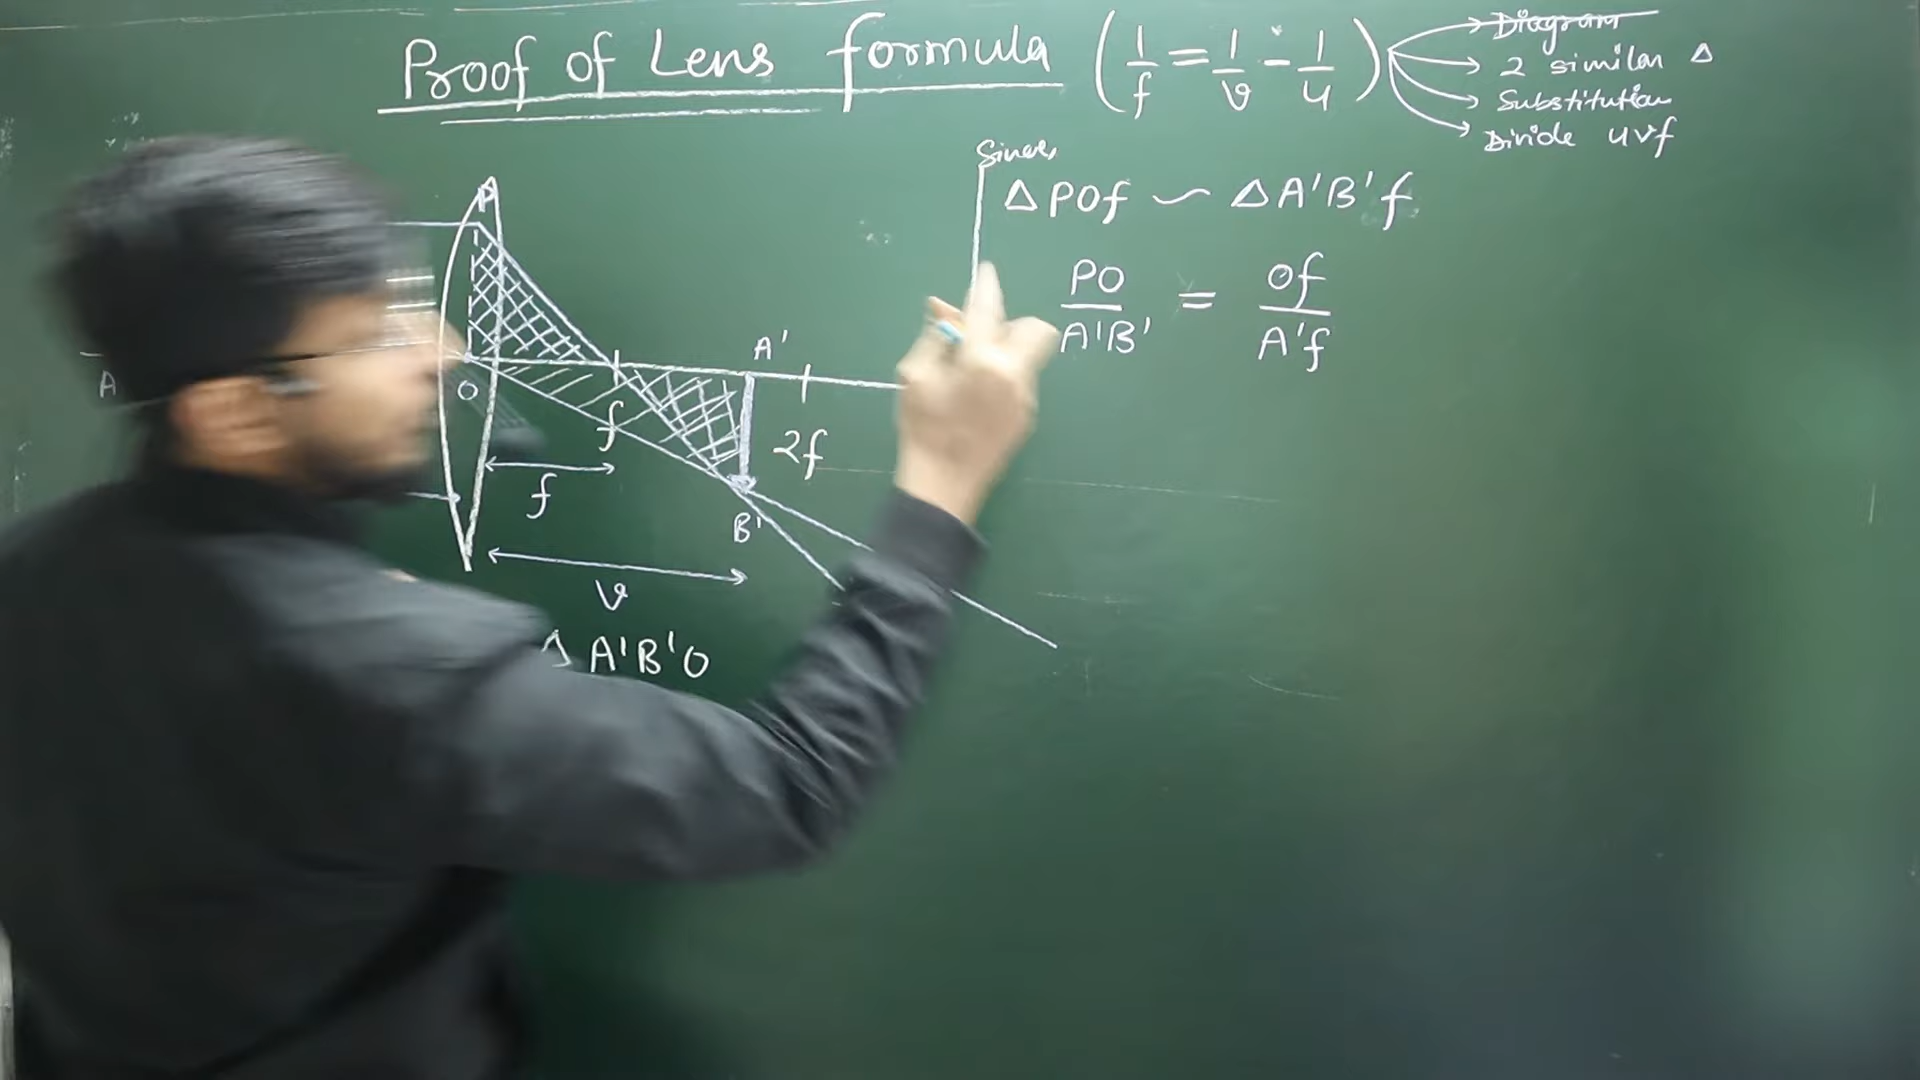 Proof of Lens formula (1/f = 1/v - 1/u)
Diagram
2 similar Δ
Substitution
Divide uvf
Since,
Δ POf ∼ Δ A'B'f
PO/A'B' = Of/A'f
P
A
O
A'
f
2f
f
B'
v
Δ A'B'O